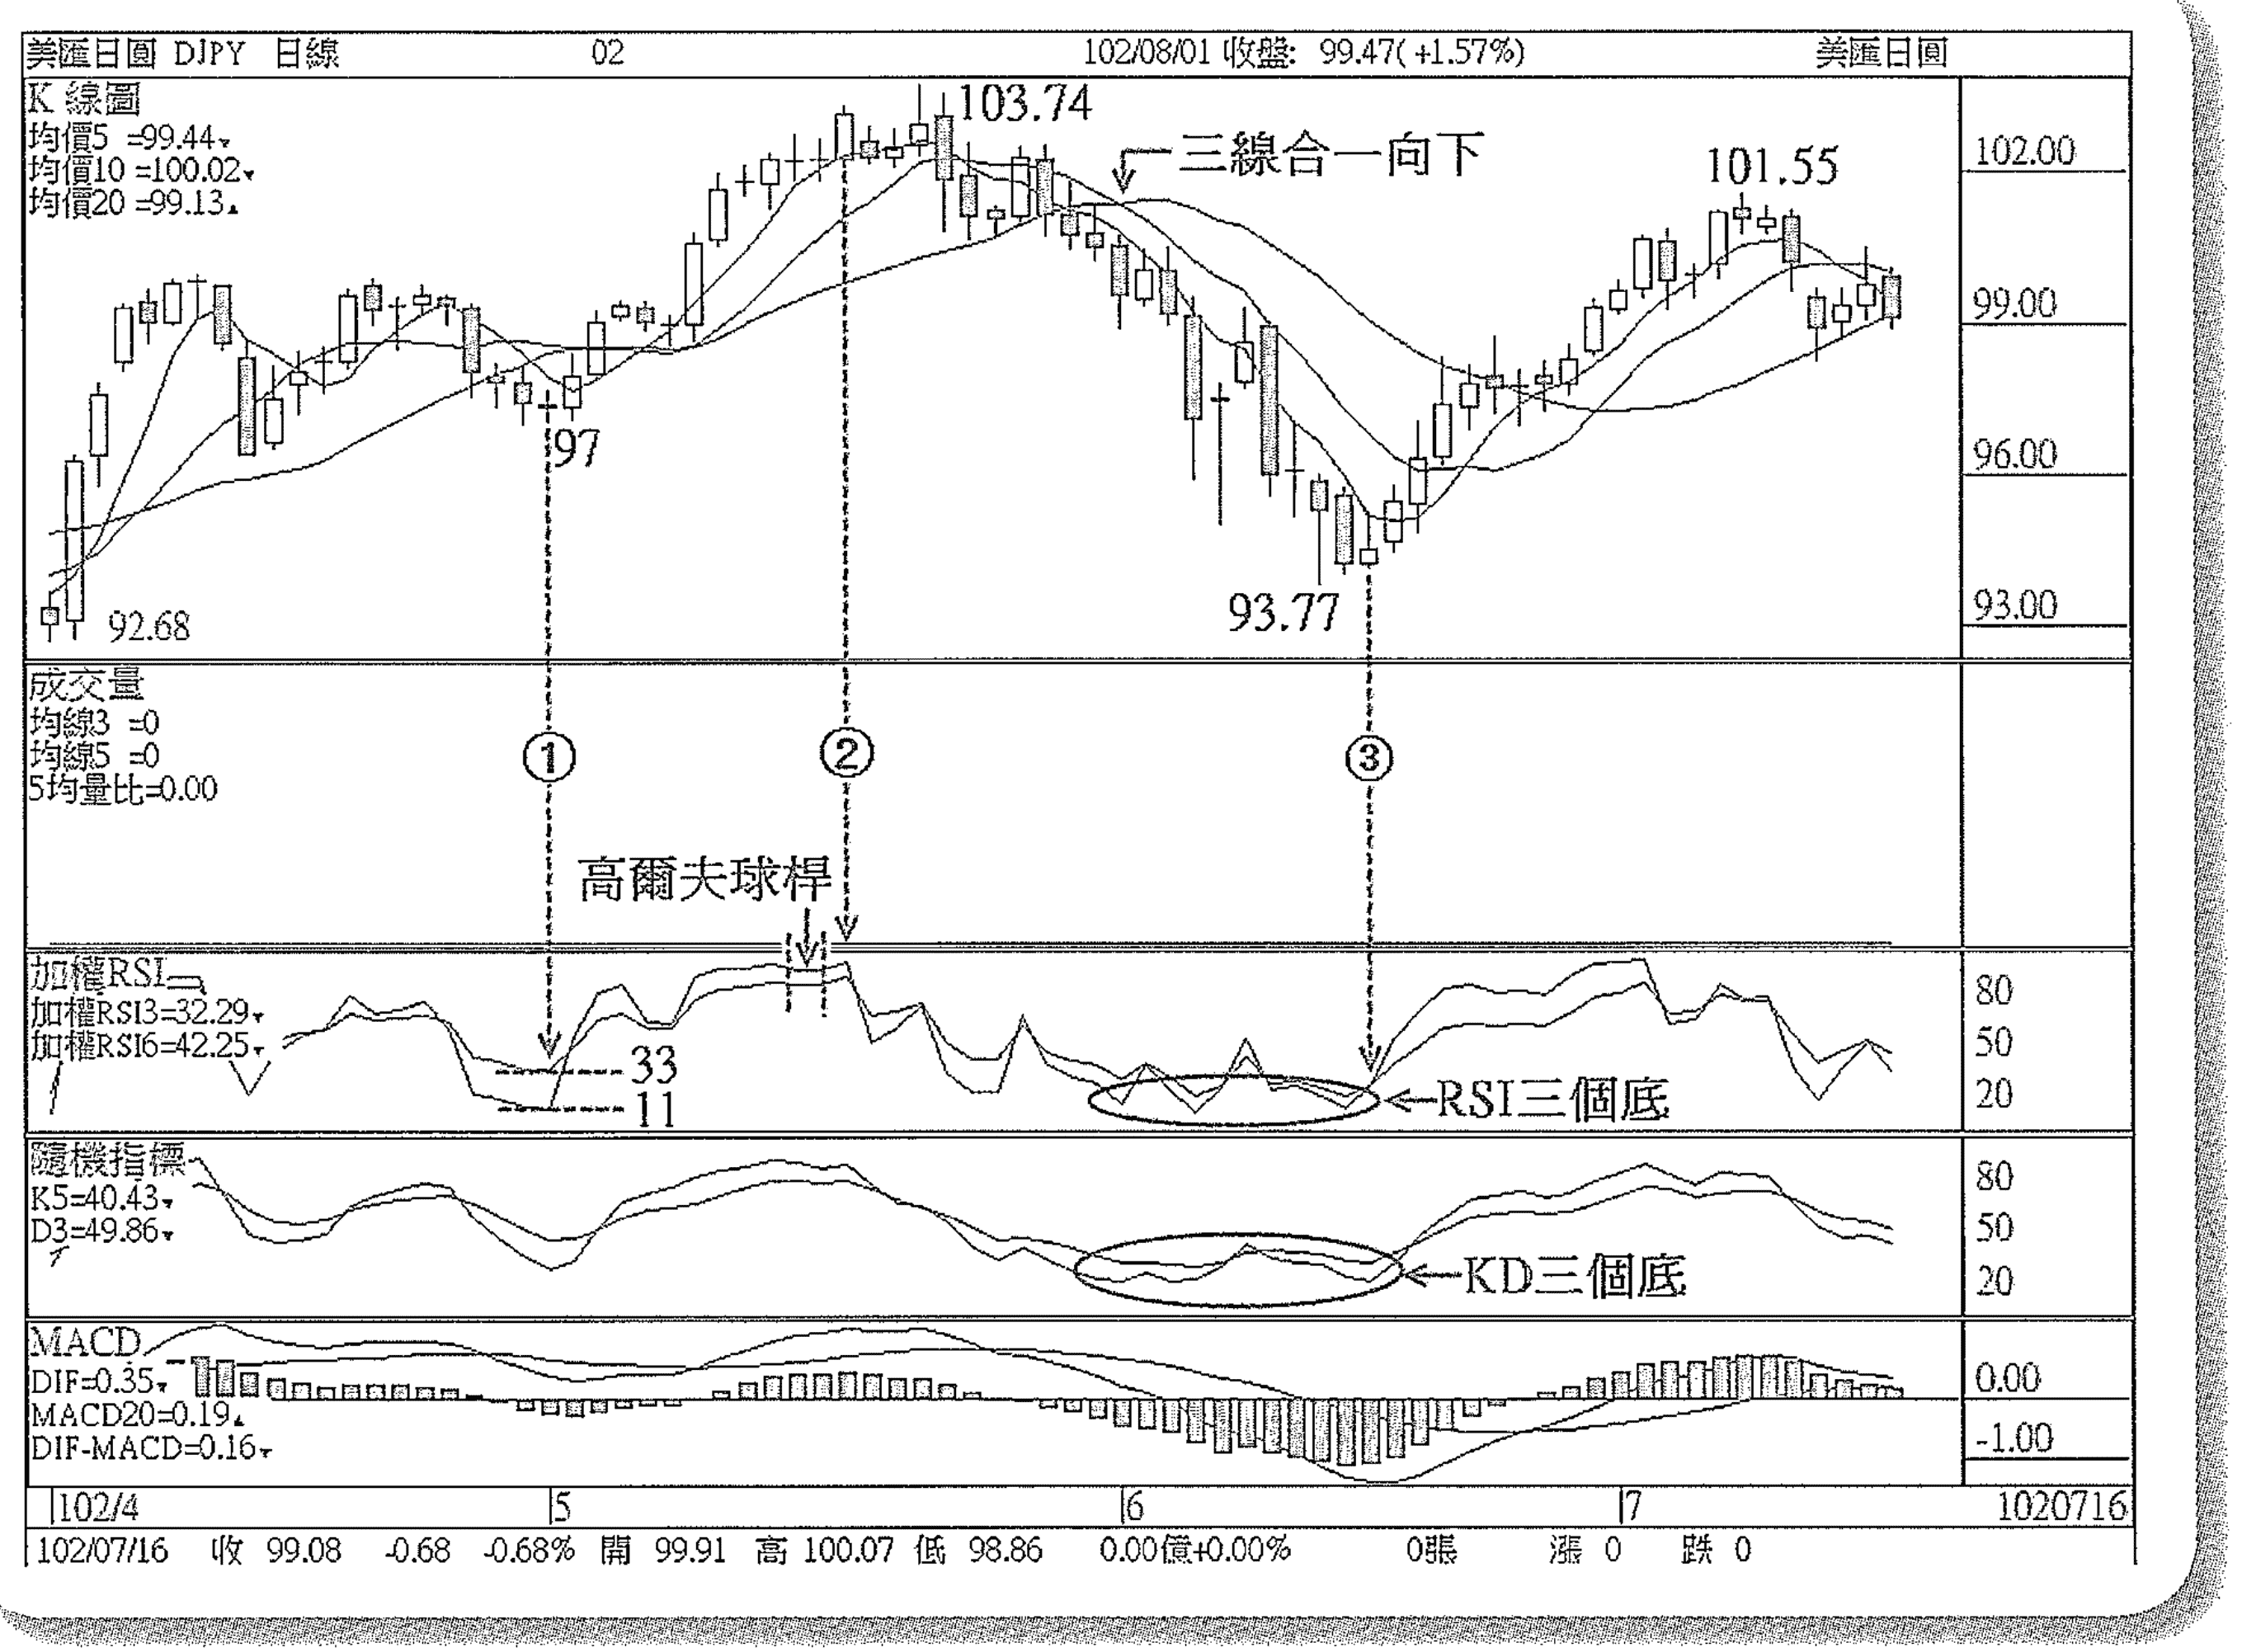 美匯日圓 DJPY 日線 02 102/08/01 收盤: 99.47( +1.57%) 美匯日圓
K 線圖
均價5 =99.44▼
均價10 =100.02▼
均價20 =99.13▲
103.74
三線合一向下
101.55
102.00
99.00
97
96.00
93.77
93.00
92.68
成交量
均線3 =0
均線5 =0
5均量比=0.00
① ② ③
高爾夫球桿
加權RSI
加權RSI3=32.29▼
加權RSI6=42.25▼
33
11
RSI三個底
80
50
20
隨機指標
K5=40.43▼
D3=49.86▼
KD三個底
80
50
20
MACD
DIF=0.35▼
MACD20=0.19▲
DIF-MACD=0.16▼
0.00
-1.00
102/4 5 6 7 1020716
102/07/16 收 99.08 -0.68 -0.68% 開 99.91 高 100.07 低 98.86 0.00億+0.00% 0張 漲 0 跌 0